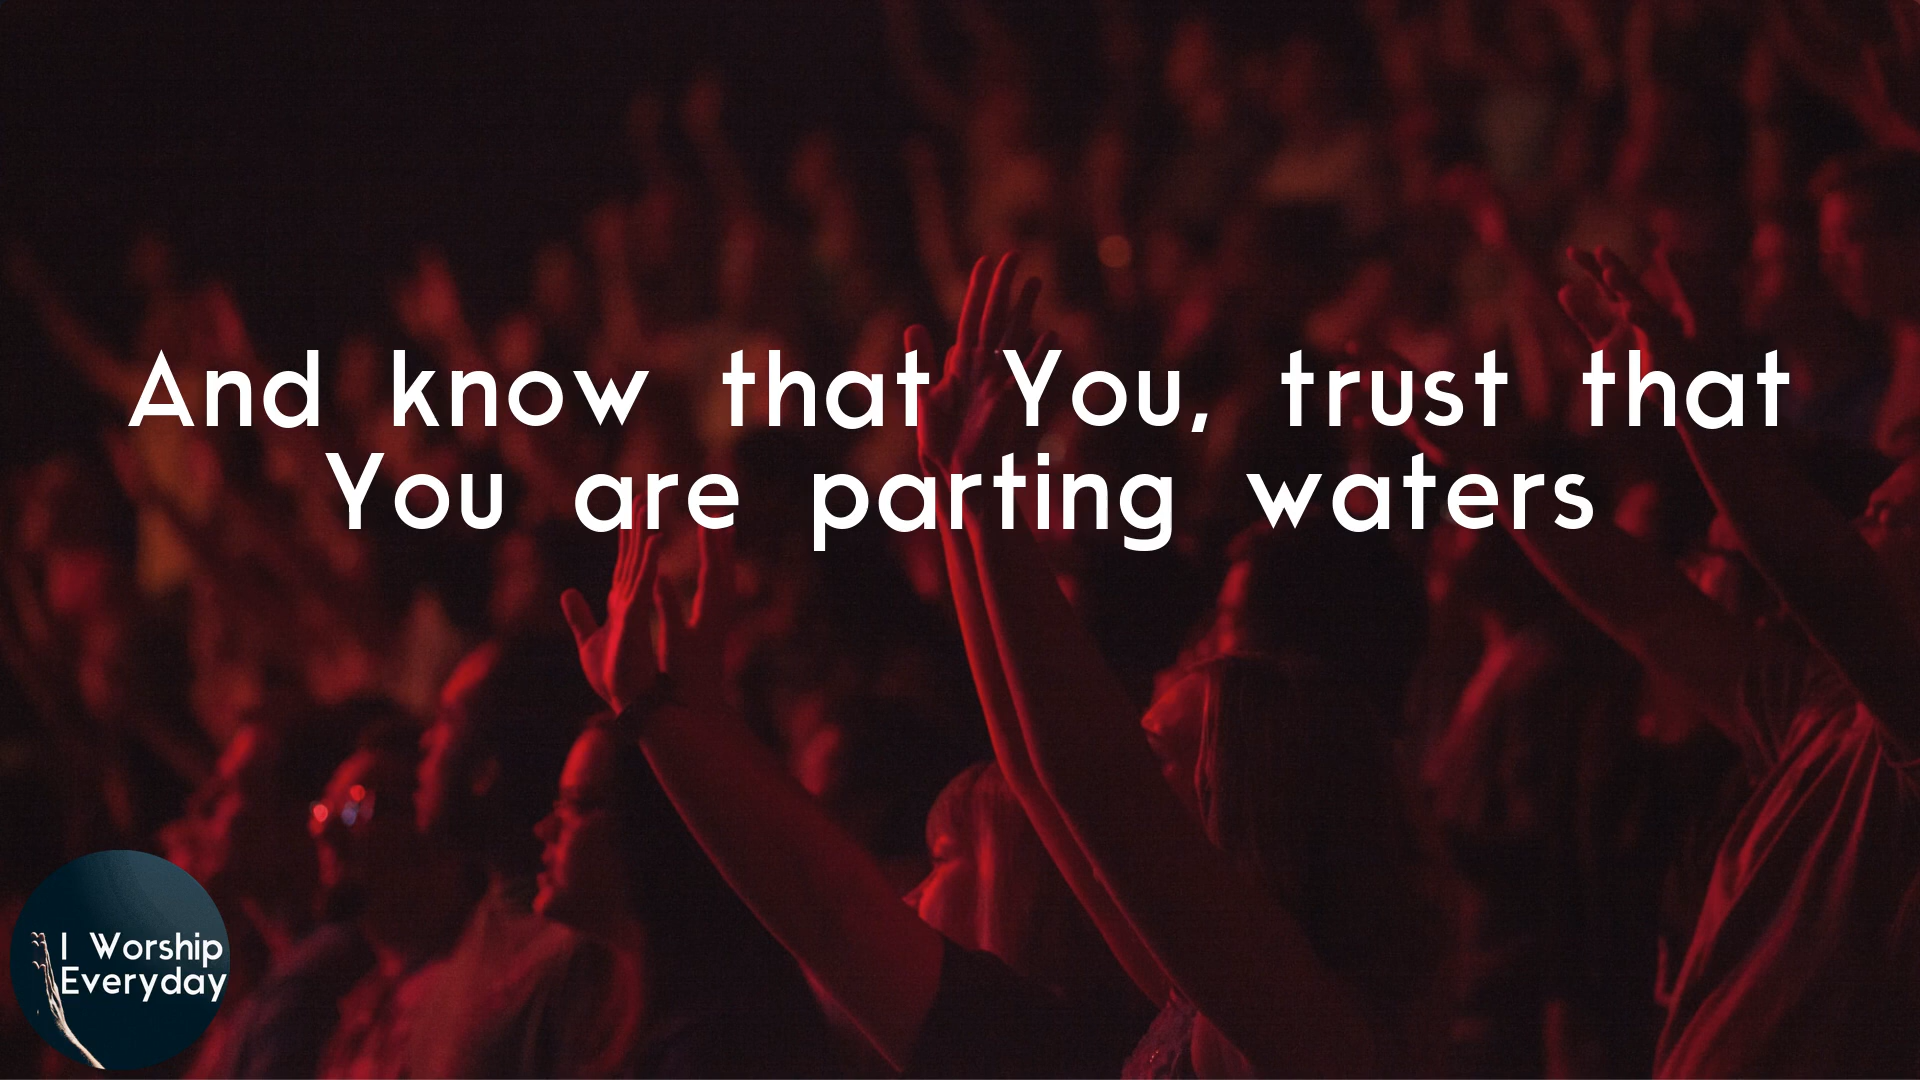 And know that You, trust that
You are parting waters
I Worship
Everyday